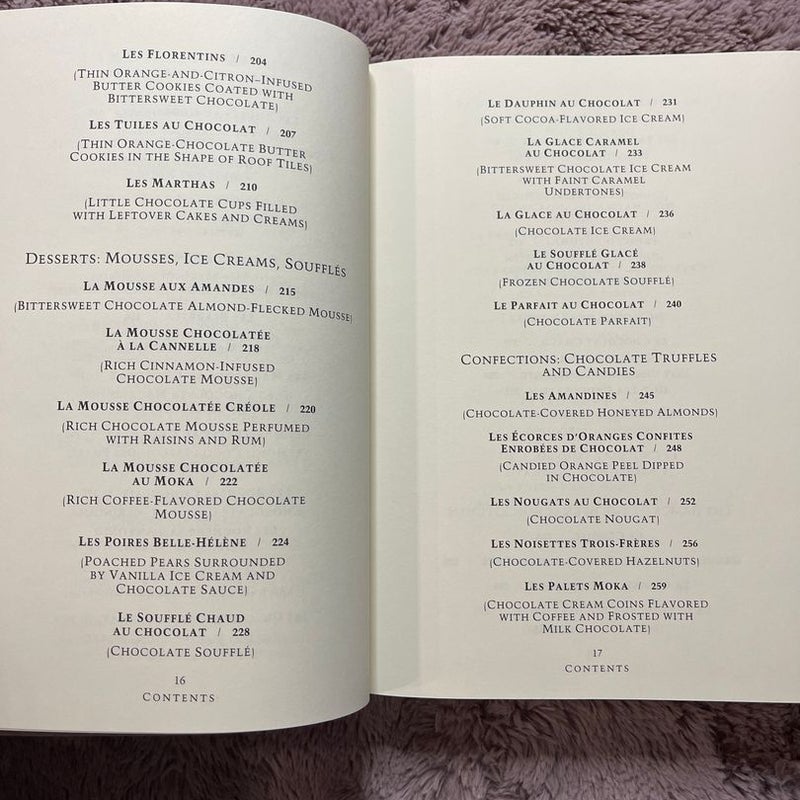 LES FLORENTINS / 204
(THIN ORANGE-AND-CITRON–INFUSED
BUTTER COOKIES COATED WITH
BITTERSWEET CHOCOLATE)
LES TUILES AU CHOCOLAT / 207
(THIN ORANGE-CHOCOLATE BUTTER
COOKIES IN THE SHAPE OF ROOF TILES)
LES MARTHAS / 210
(LITTLE CHOCOLATE CUPS FILLED
WITH LEFTOVER CAKES AND CREAMS)
DESSERTS: MOUSSES, ICE CREAMS, SOUFFLÉS
LA MOUSSE AUX AMANDES / 215
(BITTERSWEET CHOCOLATE ALMOND-FLECKED MOUSSE)
LA MOUSSE CHOCOLATÉE
À LA CANNELLE / 218
(RICH CINNAMON-INFUSED
CHOCOLATE MOUSSE)
LA MOUSSE CHOCOLATÉE CRÉOLE / 220
(RICH CHOCOLATE MOUSSE PERFUMED
WITH RAISINS AND RUM)
LA MOUSSE CHOCOLATÉE
AU MOKA / 222
(RICH COFFEE-FLAVORED CHOCOLATE
MOUSSE)
LES POIRES BELLE-HÉLÈNE / 224
(POACHED PEARS SURROUNDED
BY VANILLA ICE CREAM AND
CHOCOLATE SAUCE)
LE SOUFFLÉ CHAUD
AU CHOCOLAT / 228
(CHOCOLATE SOUFFLÉ)
16
CONTENTS
LE DAUPHIN AU CHOCOLAT / 231
(SOFT COCOA-FLAVORED ICE CREAM)
LA GLACE CARAMEL
AU CHOCOLAT / 233
(BITTERSWEET CHOCOLATE ICE CREAM
WITH FAINT CARAMEL
UNDERTONES)
LA GLACE AU CHOCOLAT / 236
(CHOCOLATE ICE CREAM)
LE SOUFFLÉ GLACÉ
AU CHOCOLAT / 238
(FROZEN CHOCOLATE SOUFFLÉ)
LE PARFAIT AU CHOCOLAT / 240
(CHOCOLATE PARFAIT)
CONFECTIONS: CHOCOLATE TRUFFLES
AND CANDIES
LES AMANDINES / 245
(CHOCOLATE-COVERED HONEYED ALMONDS)
LES ÉCORCES D'ORANGES CONFITES
ENROBÉES DE CHOCOLAT / 248
(CANDIED ORANGE PEEL DIPPED
IN CHOCOLATE)
LES NOUGATS AU CHOCOLAT / 252
(CHOCOLATE NOUGAT)
LES NOISETTES TROIS-FRÈRES / 256
(CHOCOLATE-COVERED HAZELNUTS)
LES PALETS MOKA / 259
(CHOCOLATE CREAM COINS FLAVORED
WITH COFFEE AND FROSTED WITH
MILK CHOCOLATE)
17
CONTENTS